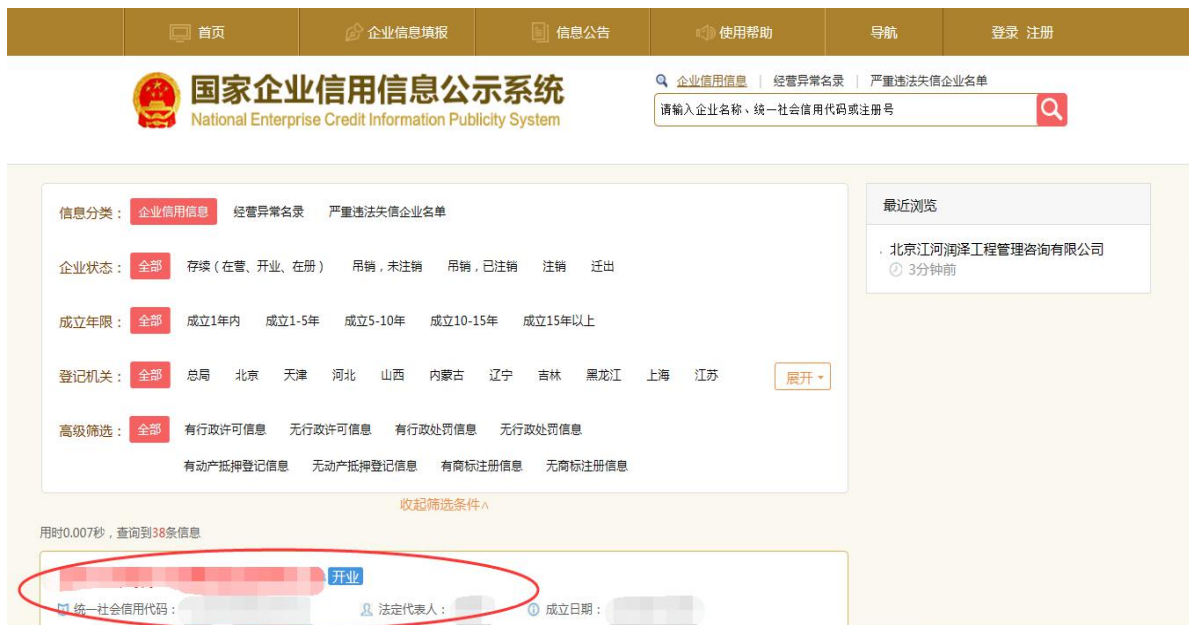 首页 企业信息填报 信息公告 使用帮助 导航 登录 注册
企业信用信息 | 经营异常名录 | 严重违法失信企业名单
国家企业信用信息公示系统
National Enterprise Credit Information Publicity System
请输入企业名称、统一社会信用代码或注册号
信息分类： 企业信用信息 经营异常名录 严重违法失信企业名单
企业状态： 全部 存续（在营、开业、在册） 吊销，未注销 吊销，已注销 注销 迁出
成立年限： 全部 成立1年内 成立1-5年 成立5-10年 成立10-15年 成立15年以上
登记机关： 全部 总局 北京 天津 河北 山西 内蒙古 辽宁 吉林 黑龙江 上海 江苏 展开
高级筛选： 全部 有行政许可信息 无行政许可信息 有行政处罚信息 无行政处罚信息
有动产抵押登记信息 无动产抵押登记信息 有商标注册信息 无商标注册信息
收起筛选条件∧
最近浏览
· 北京江河润泽工程管理咨询有限公司
3分钟前
用时0.007秒，查询到38条信息
开业
统一社会信用代码： 法定代表人： 成立日期：